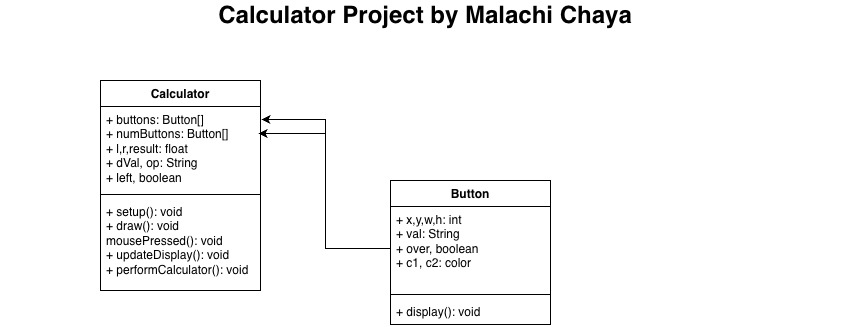 Calculator Project by Malachi Chaya
Calculator
+ buttons: Button[]
+ numButtons: Button[]
+ l,r,result: float
+ dVal, op: String
+ left, boolean
+ setup(): void
+ draw(): void
mousePressed(): void
+ updateDisplay(): void
+ performCalculator(): void
Button
+ x,y,w,h: int
+ val: String
+ over, boolean
+ c1, c2: color
+ display(): void